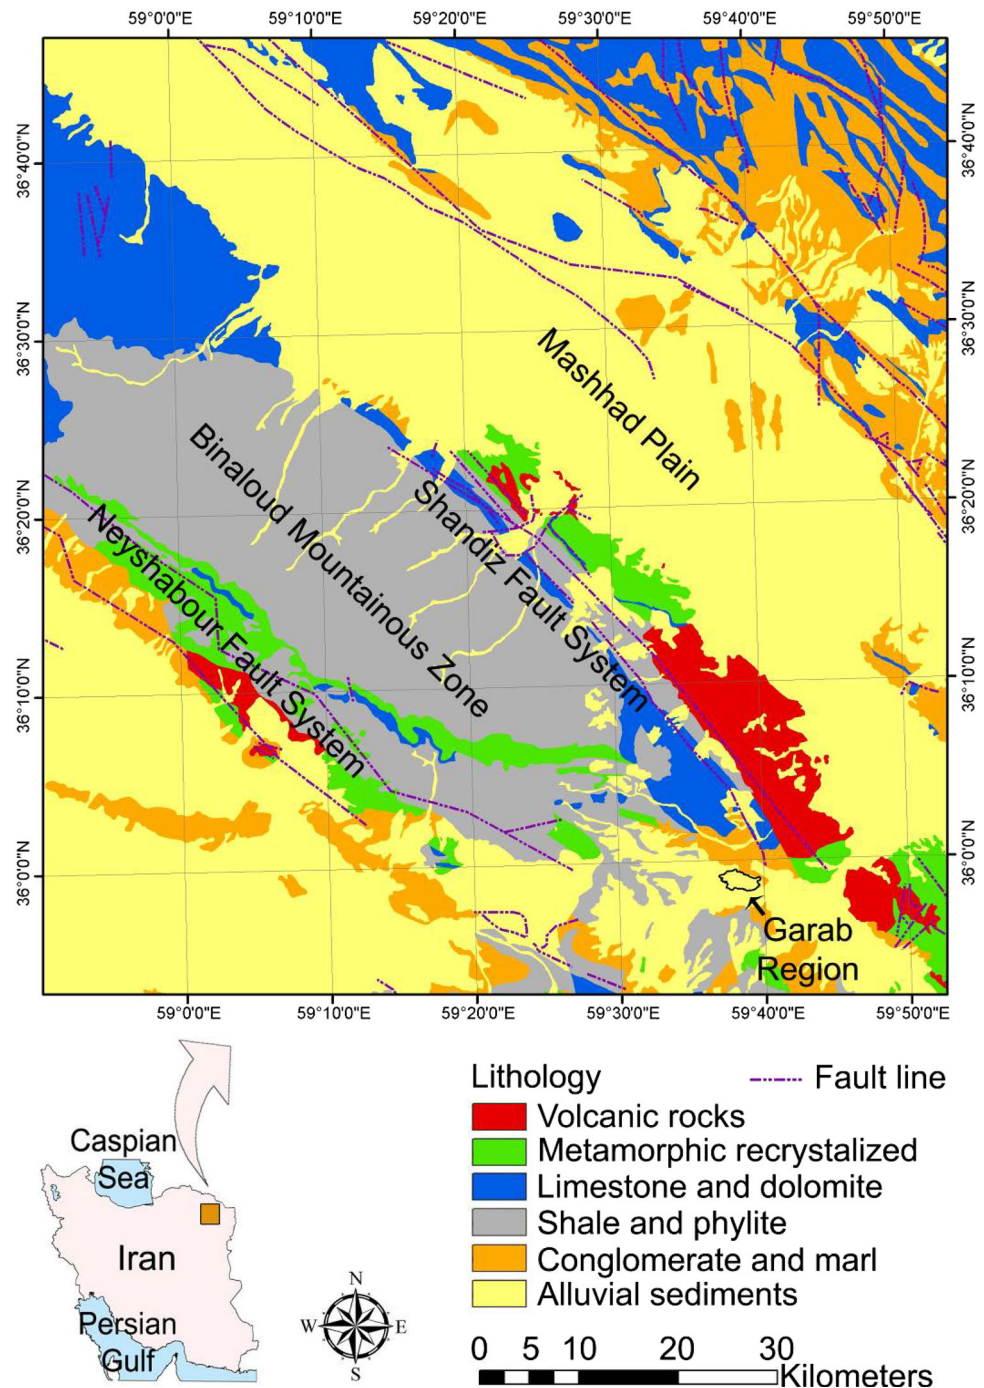 59°0'0"E 59°10'0"E 59°20'0"E 59°30'0"E 59°40'0"E 59°50'0"E
36°40'0"N
36°30'0"N
36°20'0"N
36°10'0"N
36°0'0"N
36°40'0"N
36°30'0"N
36°20'0"N
36°10'0"N
36°0'0"N
Mashhad Plain
Binaloud Mountainous Zone
Shandiz Fault System
Neyshabour Fault System
Garab
Region
59°0'0"E 59°10'0"E 59°20'0"E 59°30'0"E 59°40'0"E 59°50'0"E
Caspian
Sea
Iran
Persian
Gulf
N
W E
S
Lithology
Fault line
Volcanic rocks
Metamorphic recrystalized
Limestone and dolomite
Shale and phylite
Conglomerate and marl
Alluvial sediments
0 5 10 20 30
Kilometers